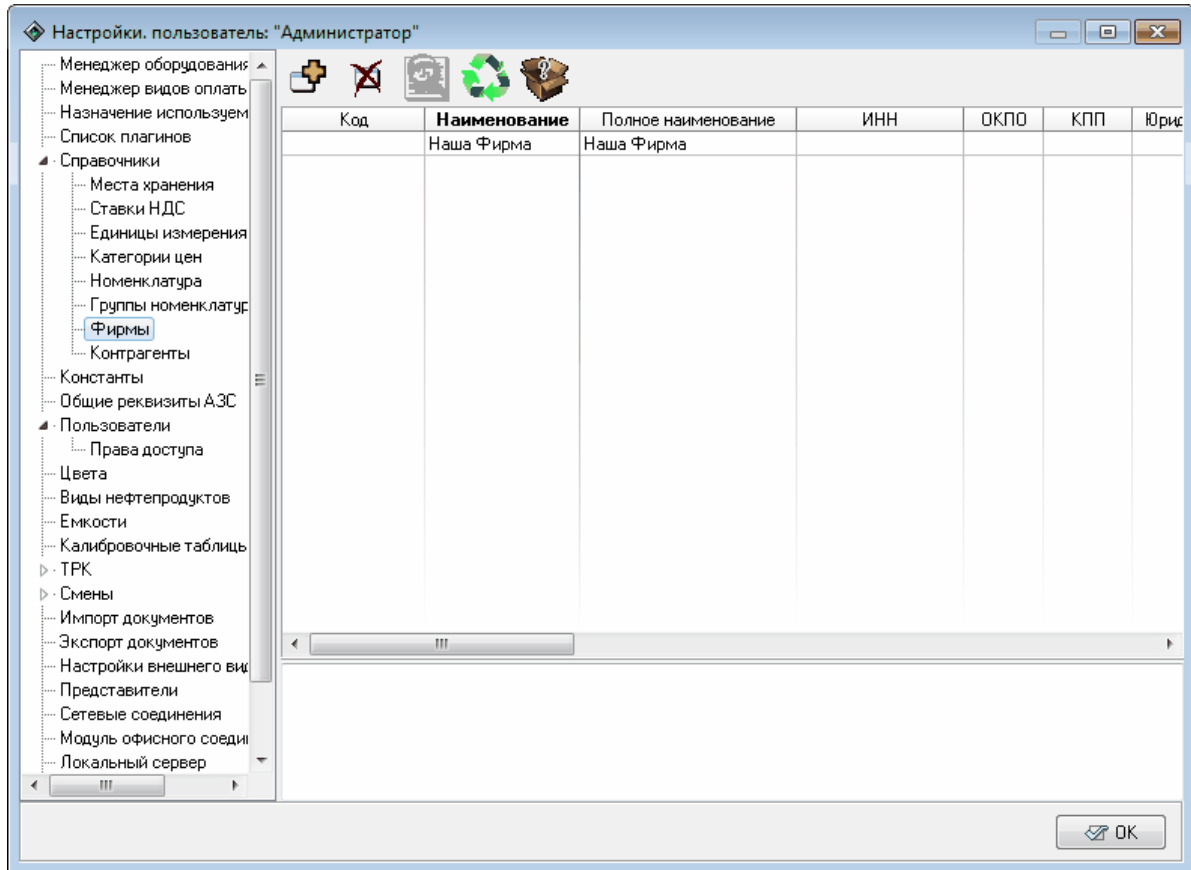 Настройки. пользователь: "Администратор"
Менеджер оборудования
Менеджер видов оплать
Назначение используем
Список плагинов
Справочники
Места хранения
Ставки НДС
Единицы измерения
Категории цен
Номенклатура
Группы номенклатур
Фирмы
Контрагенты
Константы
Общие реквизиты АЗС
Пользователи
Права доступа
Цвета
Виды нефтепродуктов
Емкости
Калибровочные таблиць
ТРК
Смены
Импорт документов
Экспорт документов
Настройки внешнего вид
Представители
Сетевые соединения
Модуль офисного соеди
Локальный сервер
Код Наименование Полное наименование ИНН ОКПО КПП Юрид
Наша Фирма Наша Фирма
OK